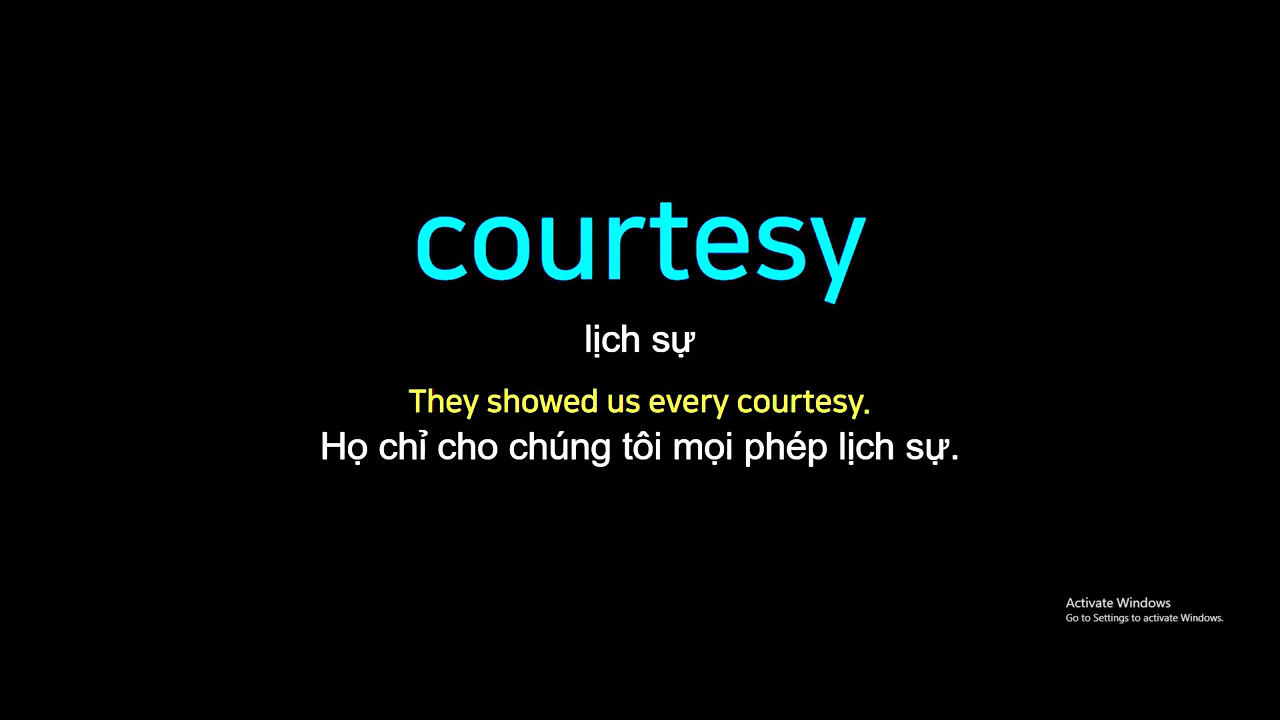 courtesy
lịch sự
They showed us every courtesy.
Họ chỉ cho chúng tôi mọi phép lịch sự.
Activate Windows
Go to Settings to activate Windows.